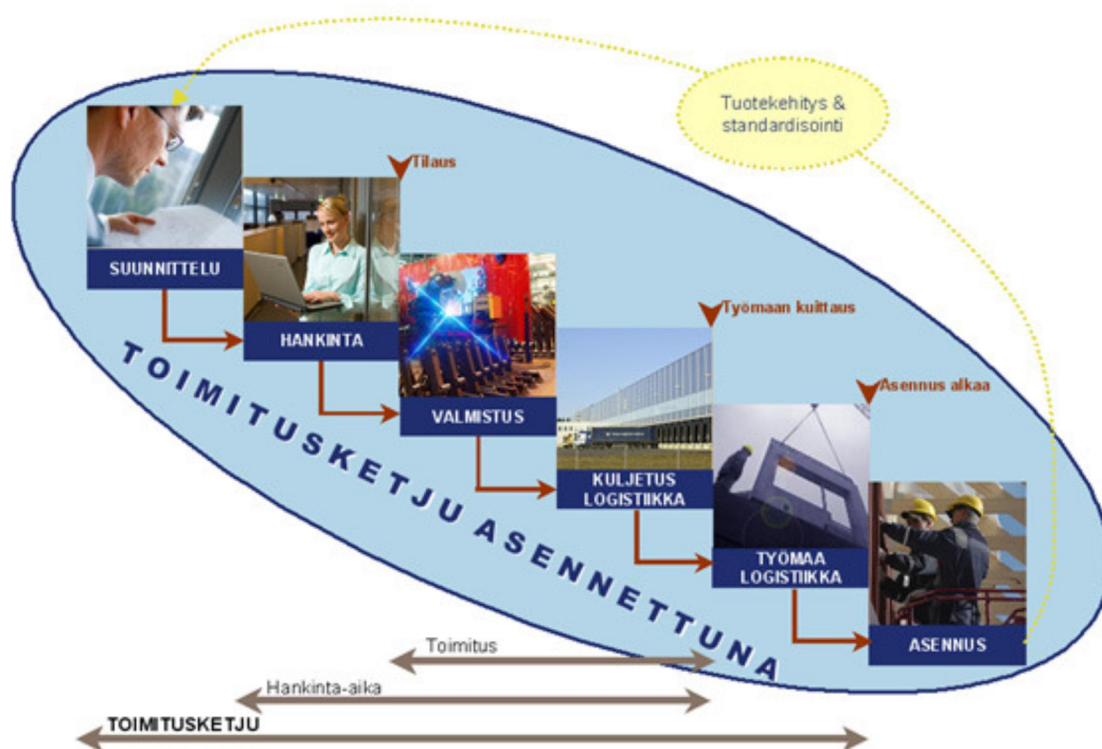 Tuotekehitys &
standardisointi
Tilaus
SUUNNITTELU
HANKINTA
Työmaan kuittaus
VALMISTUS
Asennus alkaa
KULJETUS
LOGISTIIKKA
TYÖMAA
LOGISTIIKKA
ASENNUS
TOIMITUSKETJU ASENNETTUNA
Toimitus
Hankinta-aika
TOIMITUSKETJU